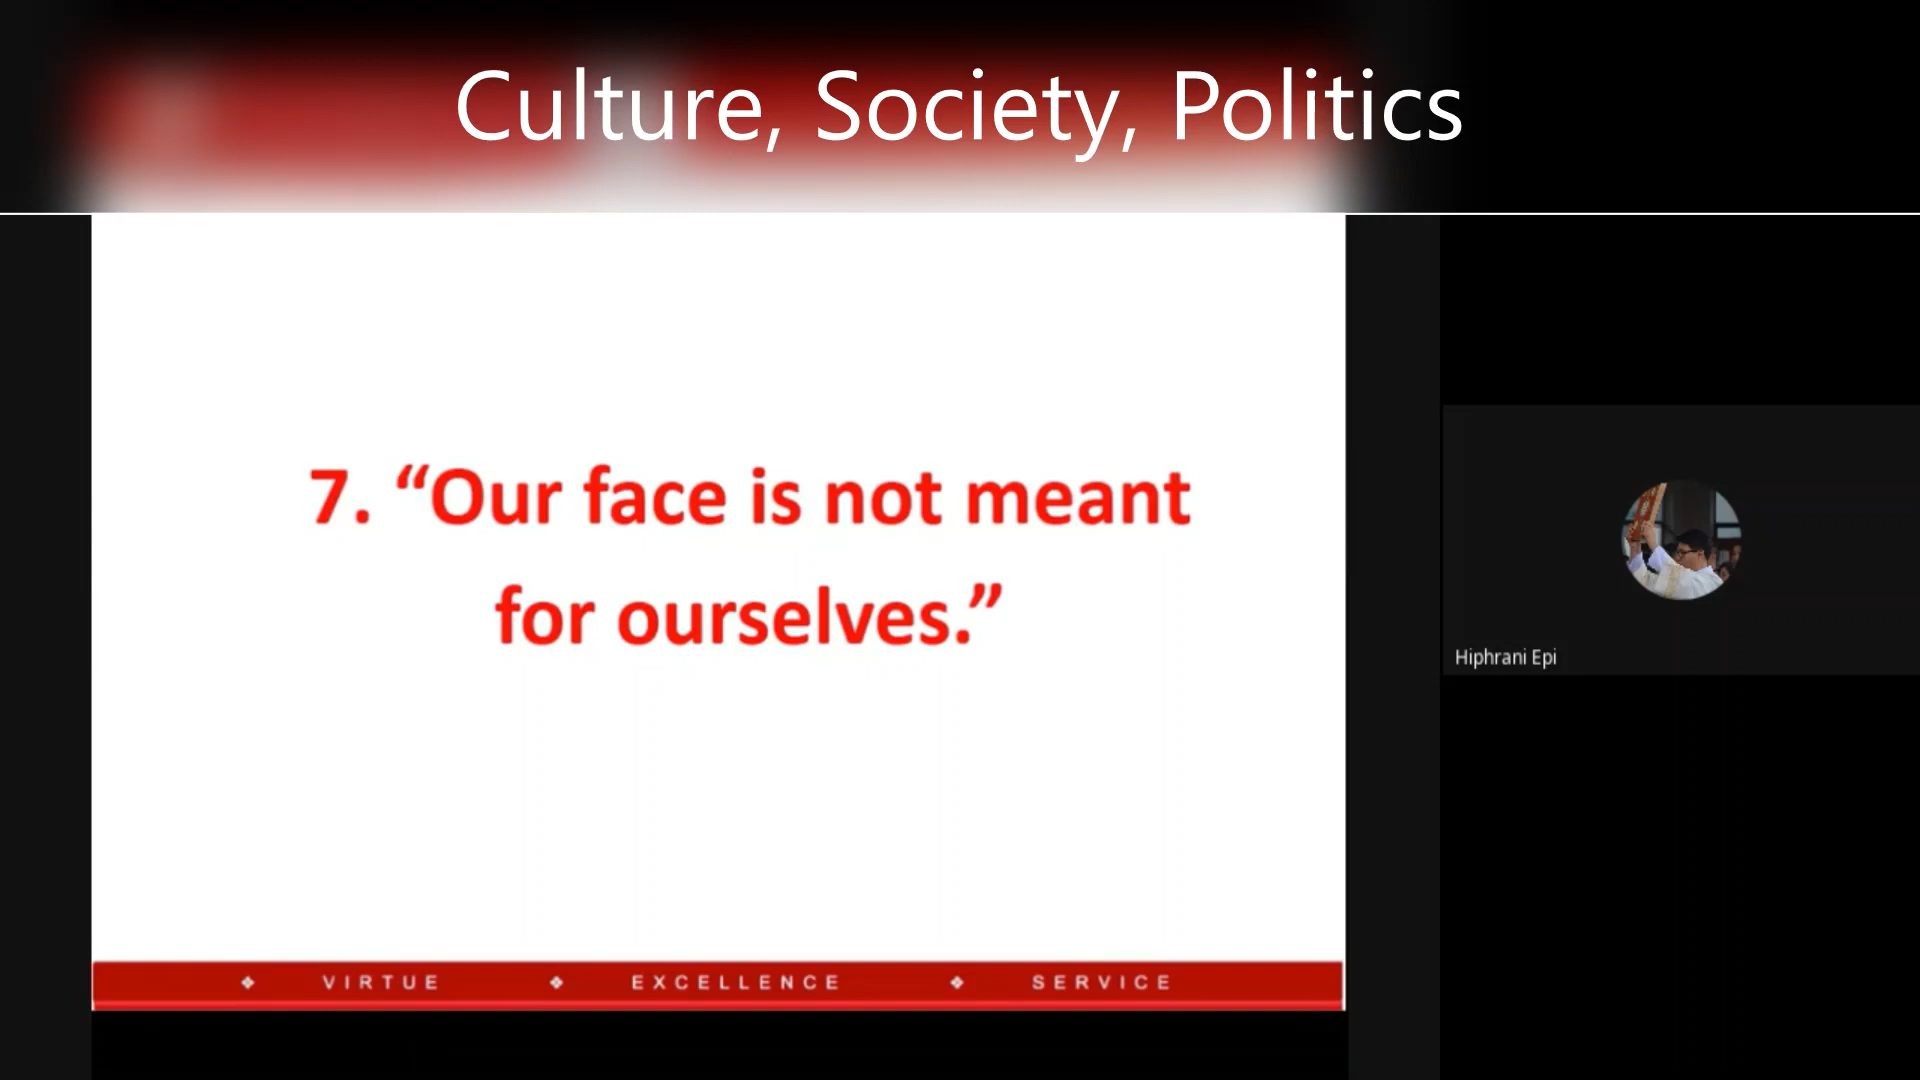 Culture, Society, Politics
7. “Our face is not meant
for ourselves.”
Hiphrani Epi
❖ VIRTUE ❖ EXCELLENCE ❖ SERVICE